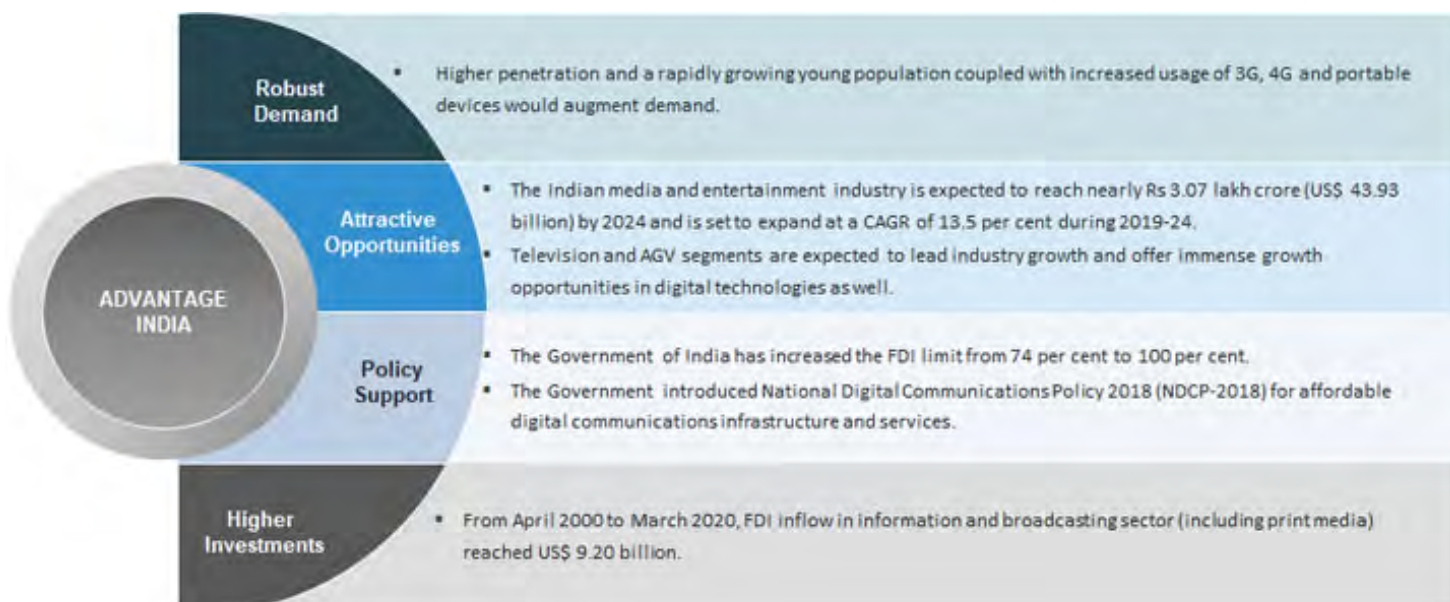 Robust
Demand
▪ Higher penetration and a rapidly growing young population coupled with increased usage of 3G, 4G and portable
devices would augment demand.
ADVANTAGE
INDIA
Attractive
Opportunities
▪ The Indian media and entertainment industry is expected to reach nearly Rs 3.07 lakh crore (US$ 43.93
billion) by 2024 and is set to expand at a CAGR of 13.5 per cent during 2019-24.
▪ Television and AGV segments are expected to lead industry growth and offer immense growth
opportunities in digital technologies as well.
Policy
Support
▪ The Government of India has increased the FDI limit from 74 per cent to 100 per cent.
▪ The Government introduced National Digital Communications Policy 2018 (NDCP-2018) for affordable
digital communications infrastructure and services.
Higher
Investments
▪ From April 2000 to March 2020, FDI inflow in information and broadcasting sector (including print media)
reached US$ 9.20 billion.